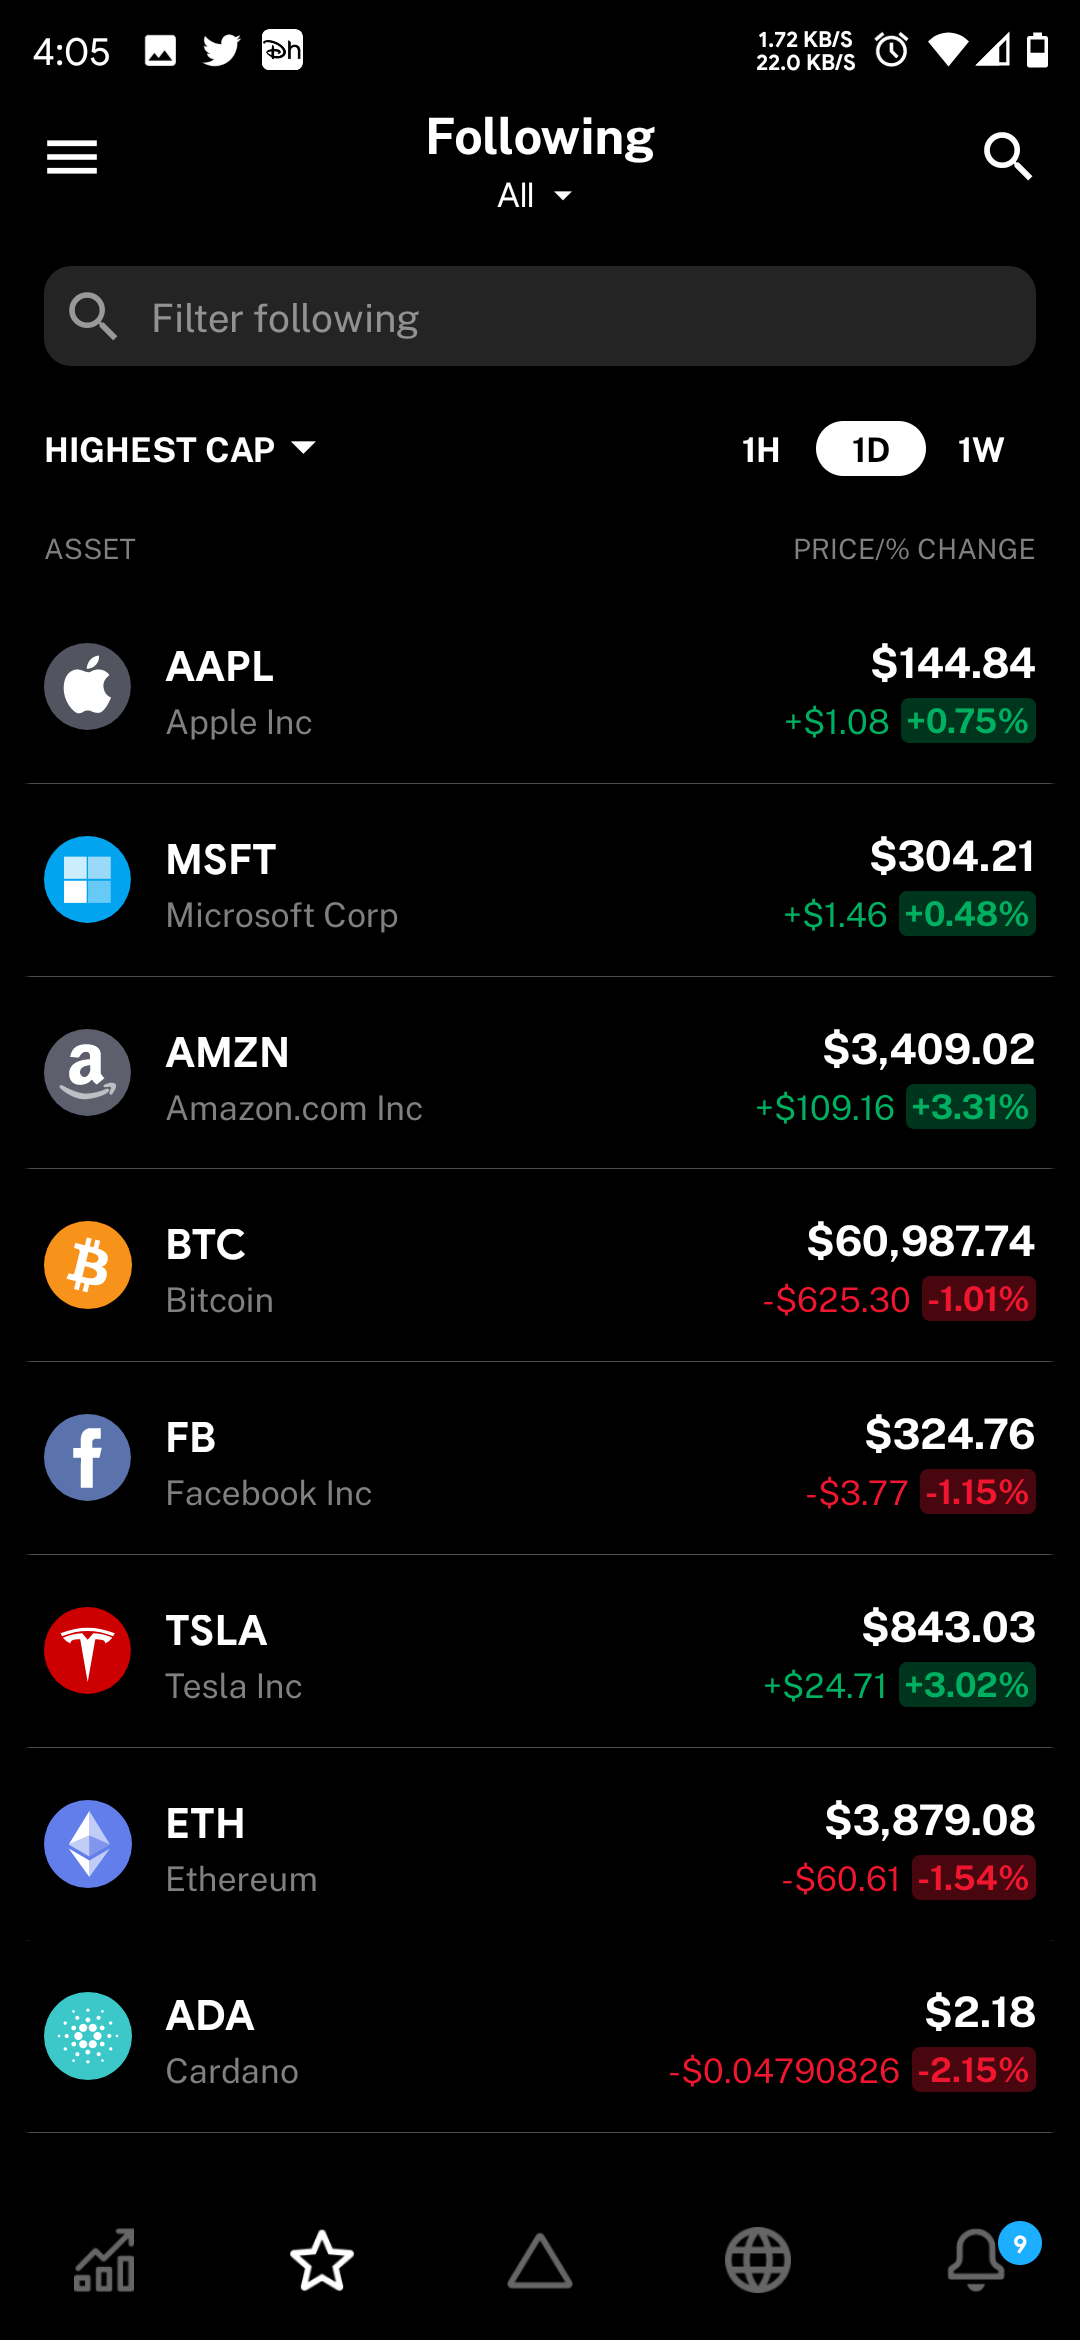 4:05
Dh
1.72 KB/S
22.0 KB/S
Following
All
Filter following
HIGHEST CAP
1H 1D 1W
ASSET PRICE/% CHANGE
AAPL $144.84
Apple Inc +$1.08 +0.75%
MSFT $304.21
Microsoft Corp +$1.46 +0.48%
a
AMZN $3,409.02
Amazon.com Inc +$109.16 +3.31%
BTC $60,987.74
Bitcoin -$625.30 -1.01%
f
FB $324.76
Facebook Inc -$3.77 -1.15%
TSLA $843.03
Tesla Inc +$24.71 +3.02%
ETH $3,879.08
Ethereum -$60.61 -1.54%
ADA $2.18
Cardano -$0.04790826 -2.15%
9